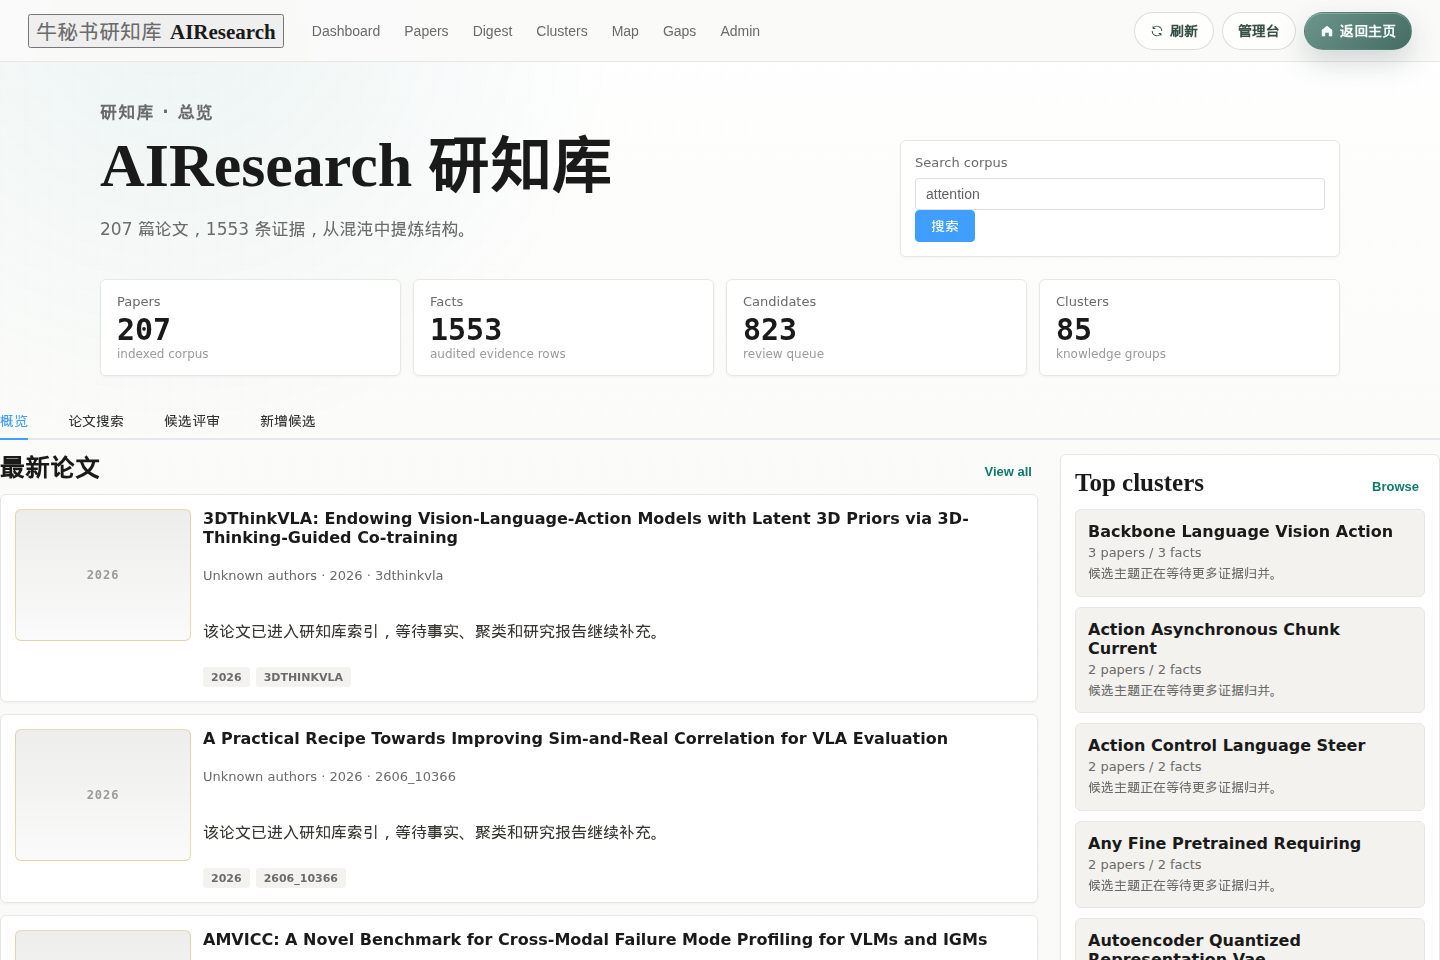 牛秘书研知库 AIResearch
Dashboard Papers Digest Clusters Map Gaps Admin
刷新 管理台 返回主页
研知库 · 总览
AIResearch 研知库
207 篇论文，1553 条证据，从混沌中提炼结构。
Search corpus
attention
搜索
Papers
207
indexed corpus
Facts
1553
audited evidence rows
Candidates
823
review queue
Clusters
85
knowledge groups
概览 论文搜索 候选评审 新增候选
最新论文
View all
2026
3DThinkVLA: Endowing Vision-Language-Action Models with Latent 3D Priors via 3D-
Thinking-Guided Co-training
Unknown authors · 2026 · 3dthinkvla
该论文已进入研知库索引，等待事实、聚类和研究报告继续补充。
2026 3DTHINKVLA
2026
A Practical Recipe Towards Improving Sim-and-Real Correlation for VLA Evaluation
Unknown authors · 2026 · 2606_10366
该论文已进入研知库索引，等待事实、聚类和研究报告继续补充。
2026 2606_10366
AMVICC: A Novel Benchmark for Cross-Modal Failure Mode Profiling for VLMs and IGMs
Top clusters
Browse
Backbone Language Vision Action
3 papers / 3 facts
候选主题正在等待更多证据归并。
Action Asynchronous Chunk
Current
2 papers / 2 facts
候选主题正在等待更多证据归并。
Action Control Language Steer
2 papers / 2 facts
候选主题正在等待更多证据归并。
Any Fine Pretrained Requiring
2 papers / 2 facts
候选主题正在等待更多证据归并。
Autoencoder Quantized
Representation Vae